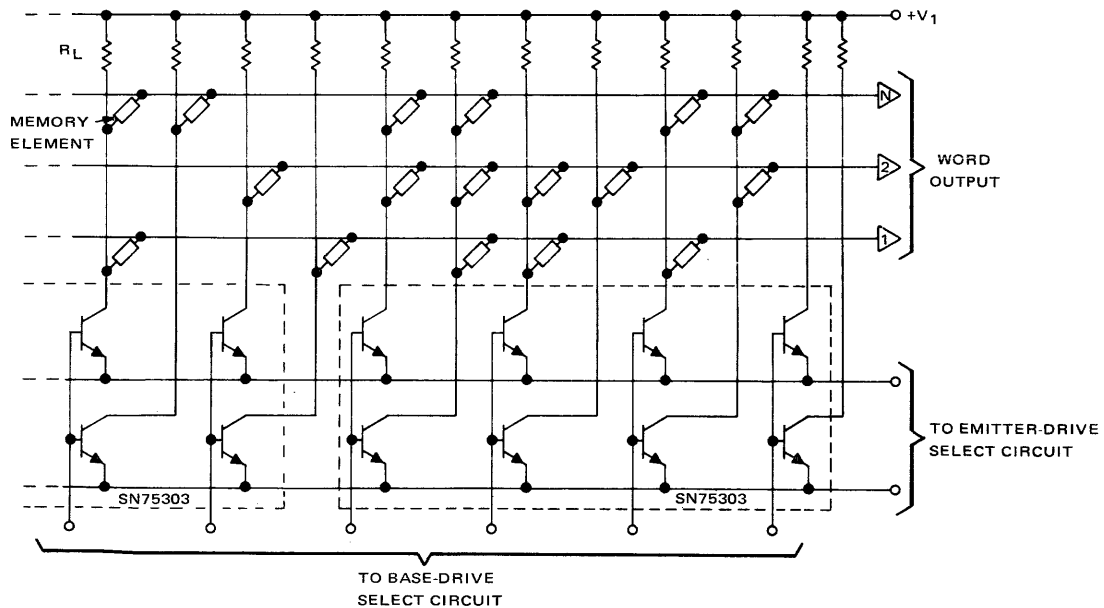 +V1
RL
N
MEMORY
ELEMENT
2
WORD
OUTPUT
1
TO EMITTER-DRIVE
SELECT CIRCUIT
SN75303
SN75303
TO BASE-DRIVE
SELECT CIRCUIT